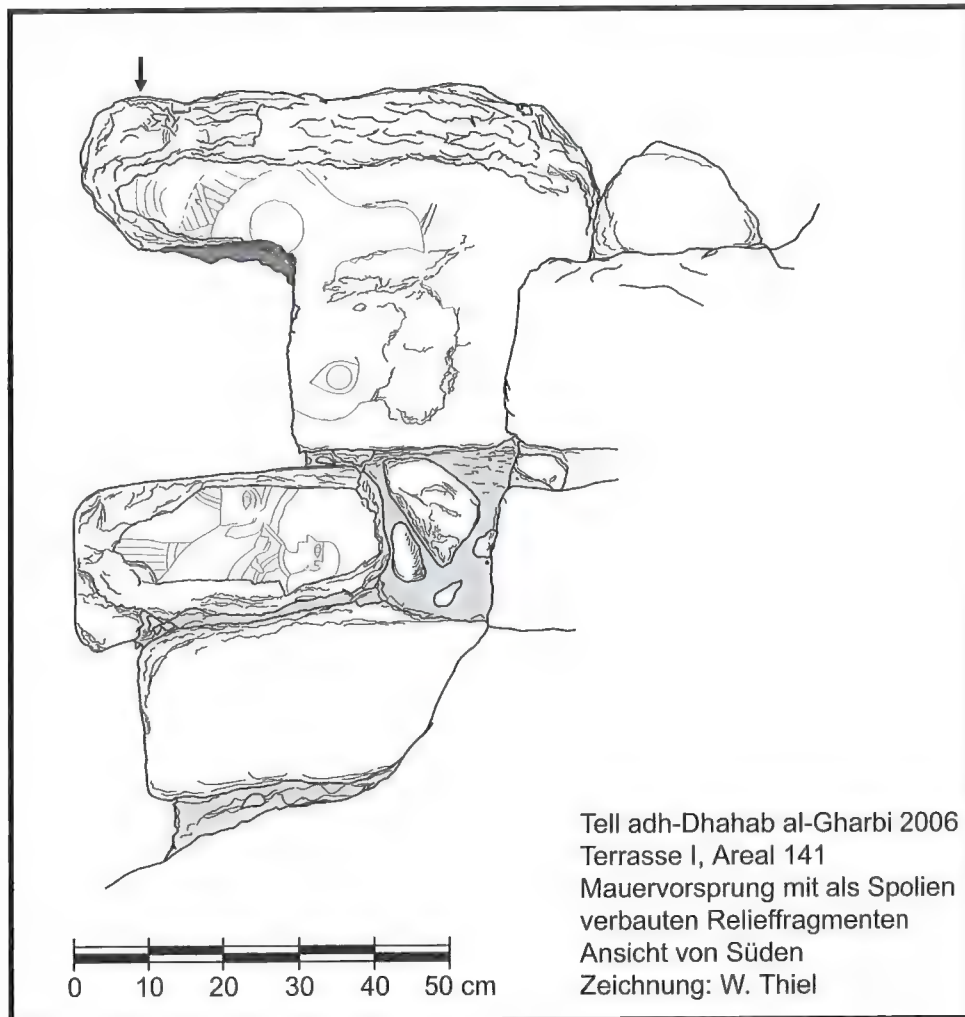 Tell adh-Dhahab al-Gharbi 2006
Terrasse I, Areal 141
Mauervorsprung mit als Spolien
verbauten Relieffragmenten
Ansicht von Süden
Zeichnung: W. Thiel
0 10 20 30 40 50 cm